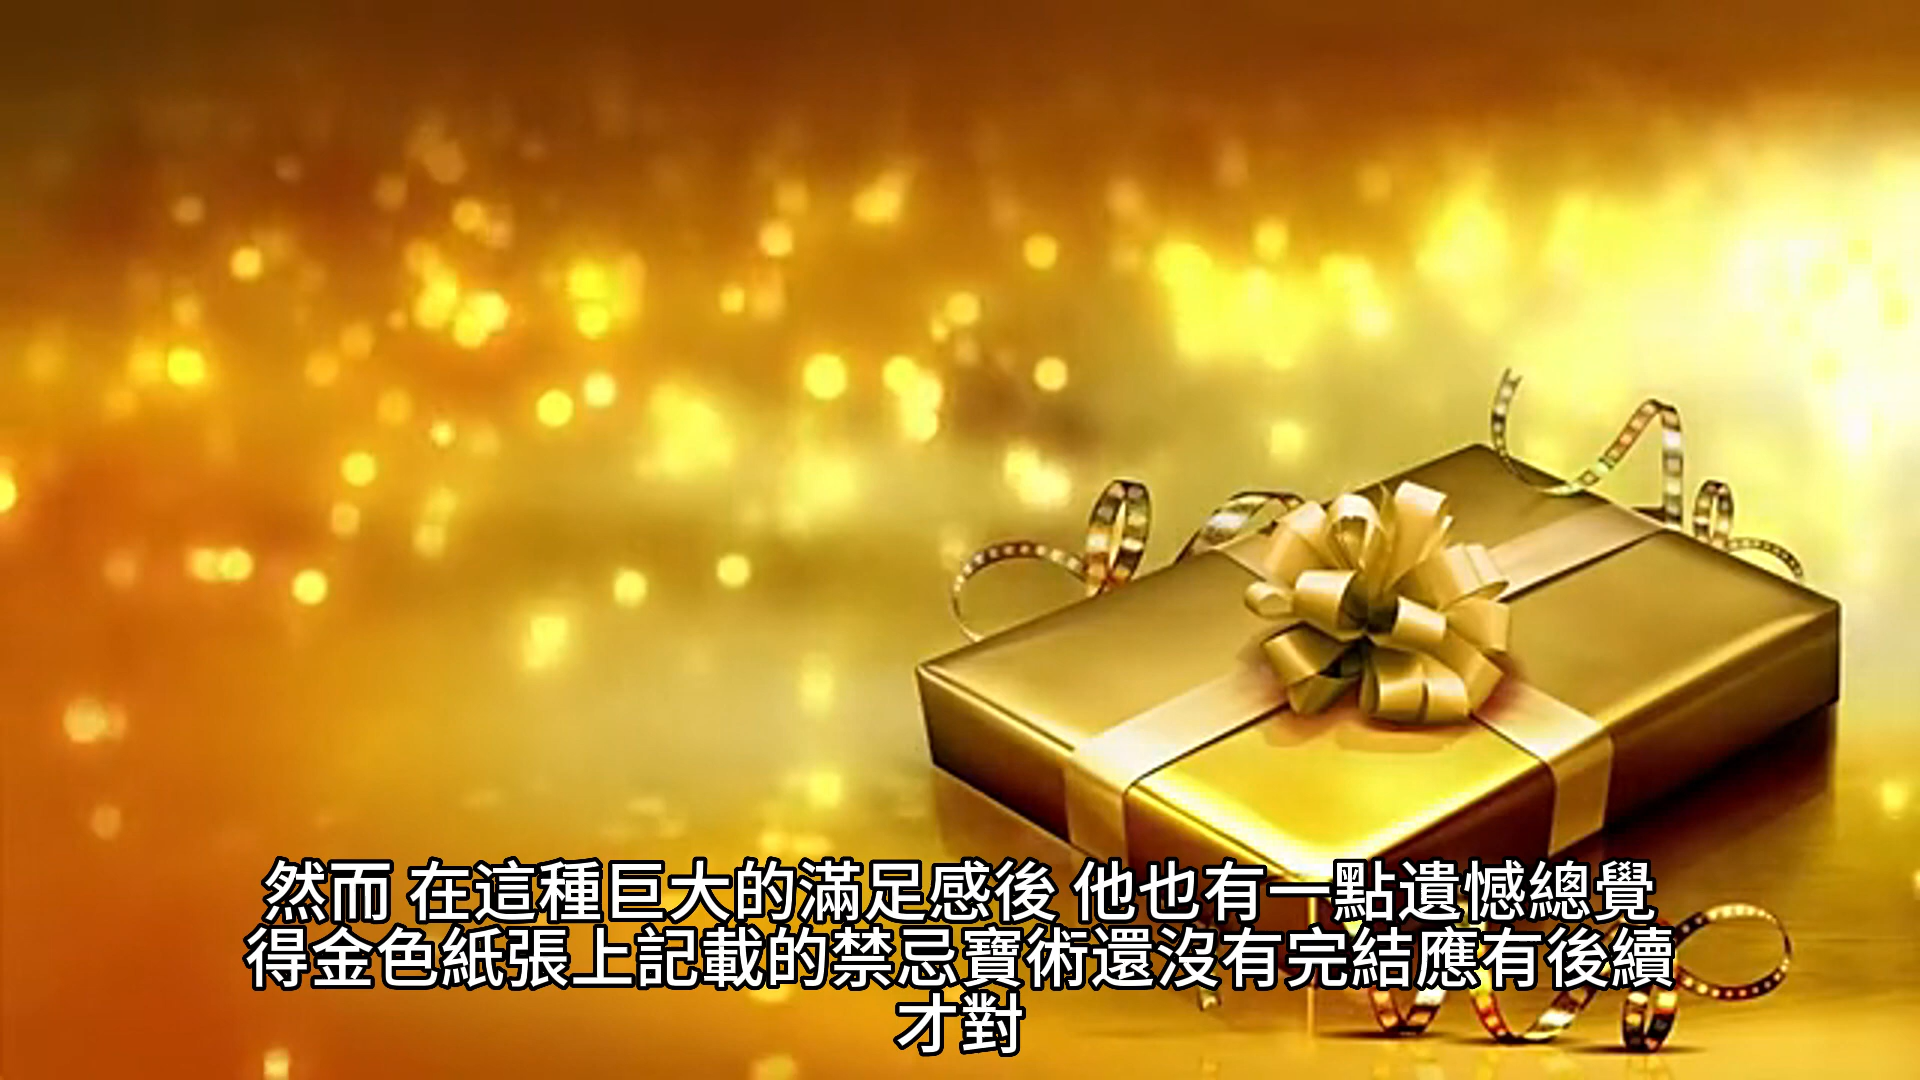 然而 在這種巨大的滿足感後 他也有一點遺憾總覺
得金色紙張上記載的禁忌寶術還沒有完結應有後續
才對